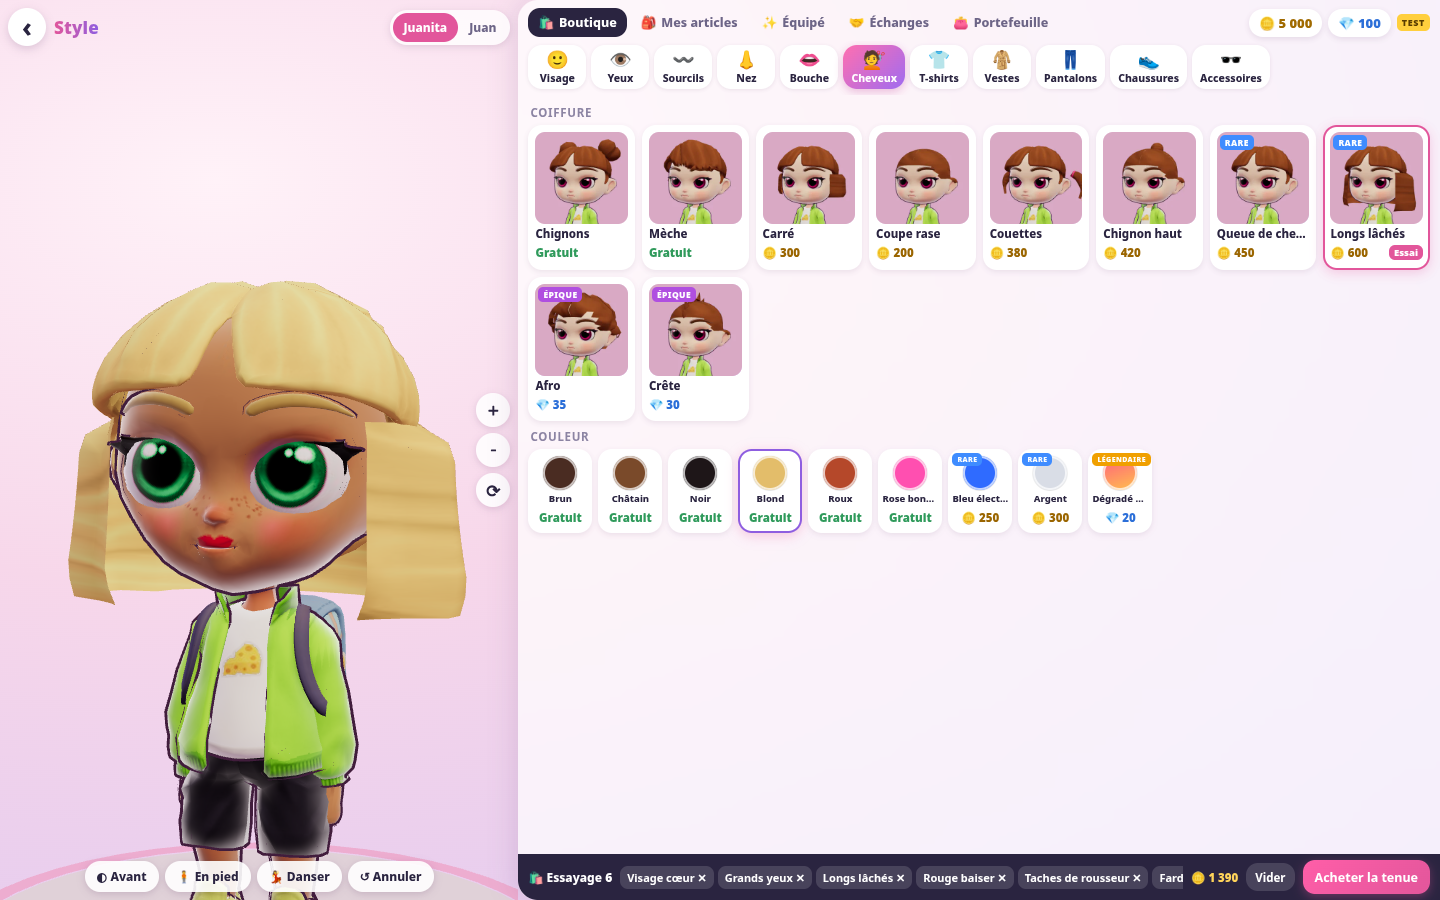 Style
Juanita
Juan
Boutique
Mes articles
Équipé
Échanges
Portefeuille
5 000
100
TEST
Visage
Yeux
Sourcils
Nez
Bouche
Cheveux
T-shirts
Vestes
Pantalons
Chaussures
Accessoires
COIFFURE
Chignons
Gratuit
Mèche
Gratuit
Carré
300
Coupe rase
200
Couettes
380
Chignon haut
420
RARE
Queue de che...
450
RARE
Longs lâchés
600
Essai
ÉPIQUE
Afro
35
ÉPIQUE
Crête
30
COULEUR
Brun
Gratuit
Châtain
Gratuit
Noir
Gratuit
Blond
Gratuit
Roux
Gratuit
Rose bon...
Gratuit
RARE
Bleu élect...
250
RARE
Argent
300
LÉGENDAIRE
Dégradé ...
20
+
-
Avant
En pied
Danser
Annuler
Essayage 6
Visage cœur ✕
Grands yeux ✕
Longs lâchés ✕
Rouge baiser ✕
Taches de rousseur ✕
Fard
1 390
Vider
Acheter la tenue